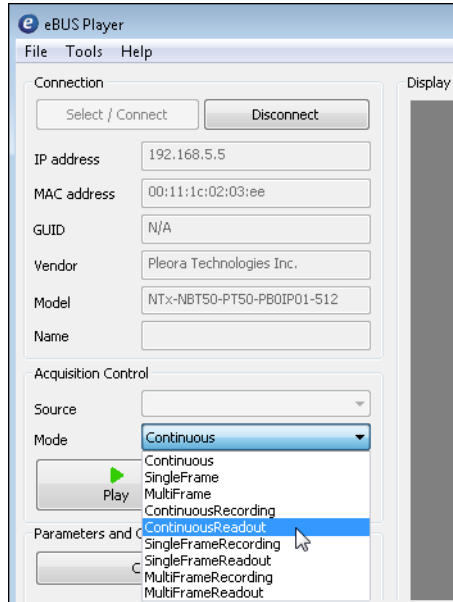 eBUS Player
File Tools Help
Connection
Display
Select / Connect Disconnect
IP address 192.168.5.5
MAC address 00:11:1c:02:03:ee
GUID N/A
Vendor Pleora Technologies Inc.
Model NTx-NBT50-PT50-PB0IP01-512
Name
Acquisition Control
Source
Mode Continuous
Continuous
SingleFrame
MultiFrame
ContinuousRecording
ContinuousReadout
SingleFrameRecording
SingleFrameReadout
MultiFrameRecording
MultiFrameReadout
Play
Parameters and C
C